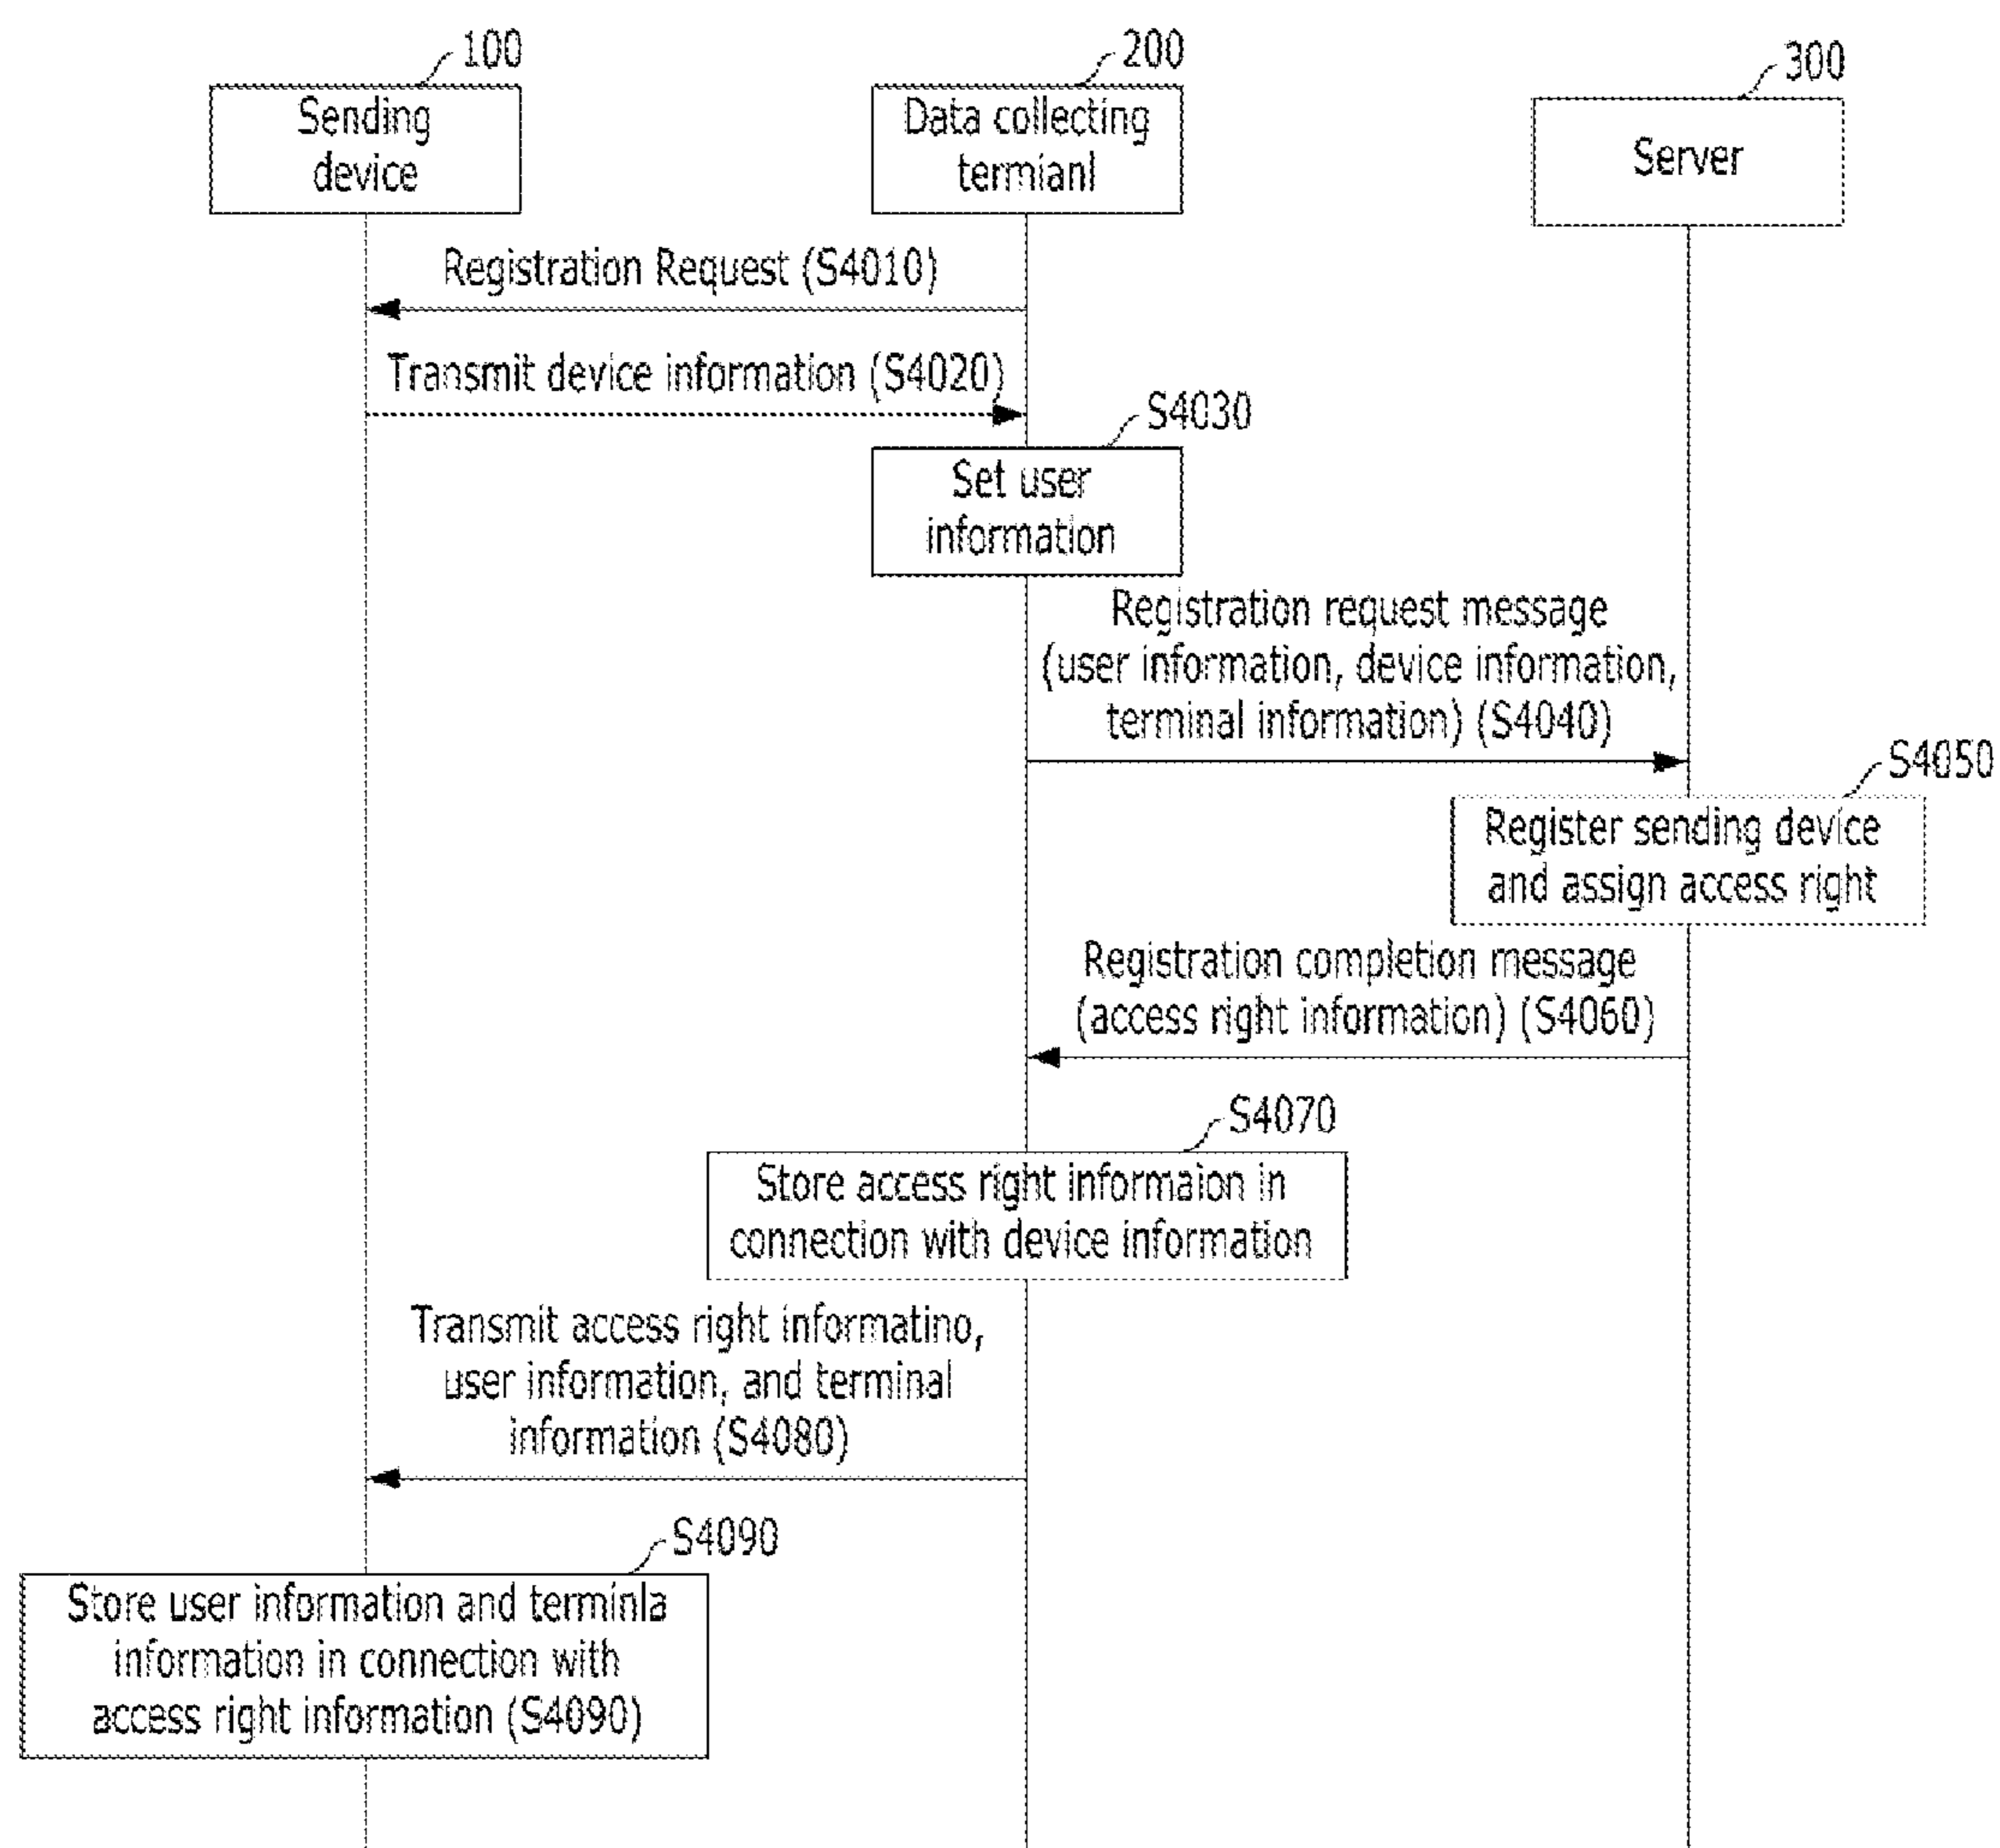 100
200
300
Sending
device
Data collecting
termianl
Server
Registration Request (S4010)
Transmit device information (S4020)
S4030
Set user
information
Registration request message
(user information, device information,
terminal information) (S4040)
S4050
Register sending device
and assign access right
Registration completion message
(access right information) (S4060)
S4070
Store access right informaion in
connection with device information
Transmit access right informatino,
user information, and terminal
information (S4080)
S4090
Store user information and terminla
information in connection with
access right information (S4090)